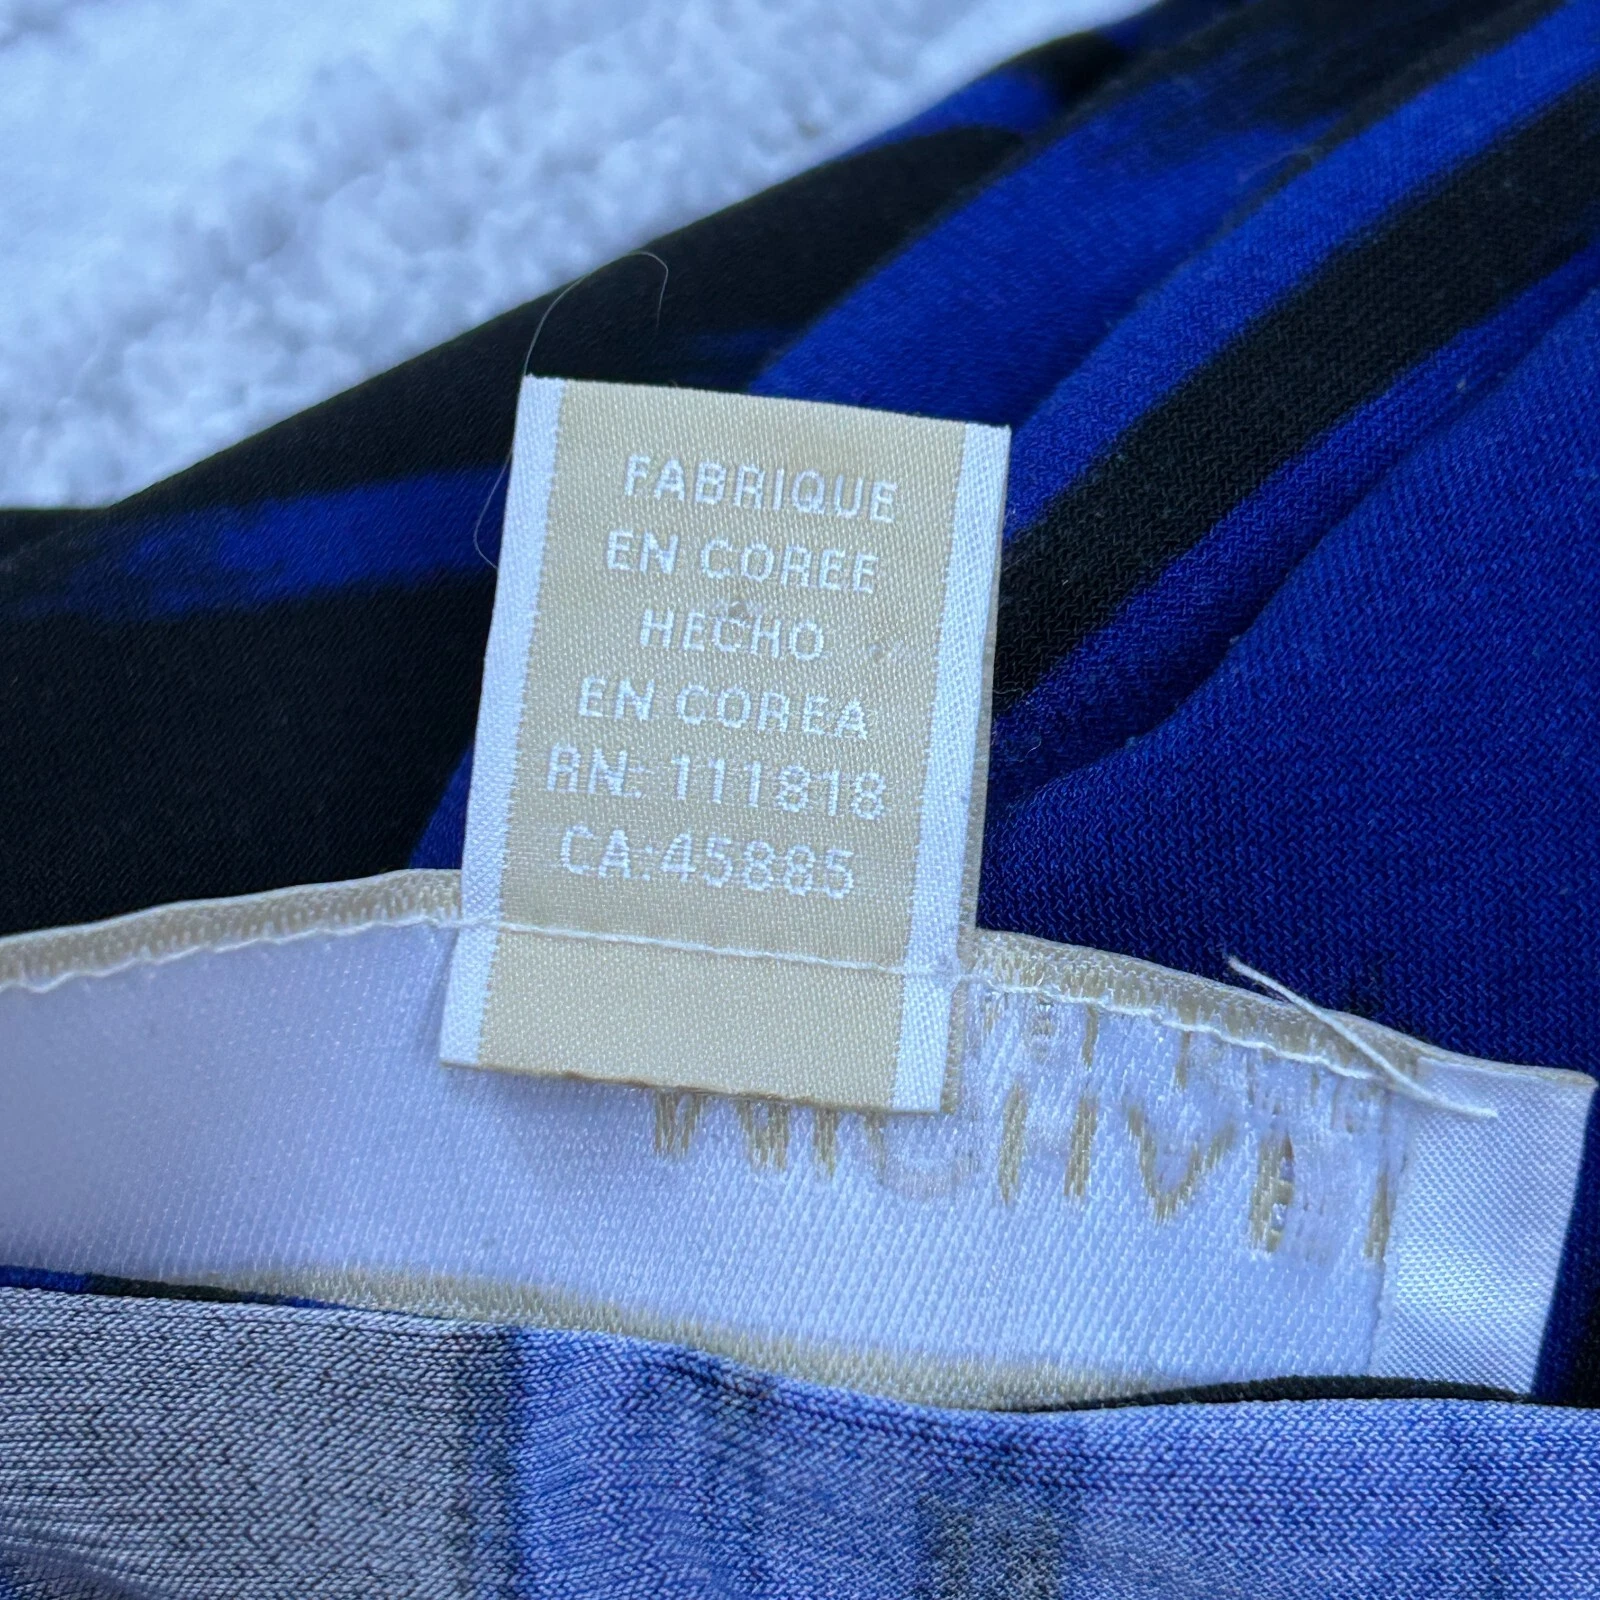 FABRIQUE
EN COREE
HECHO
EN COREA
RN: 111818
CA:45885